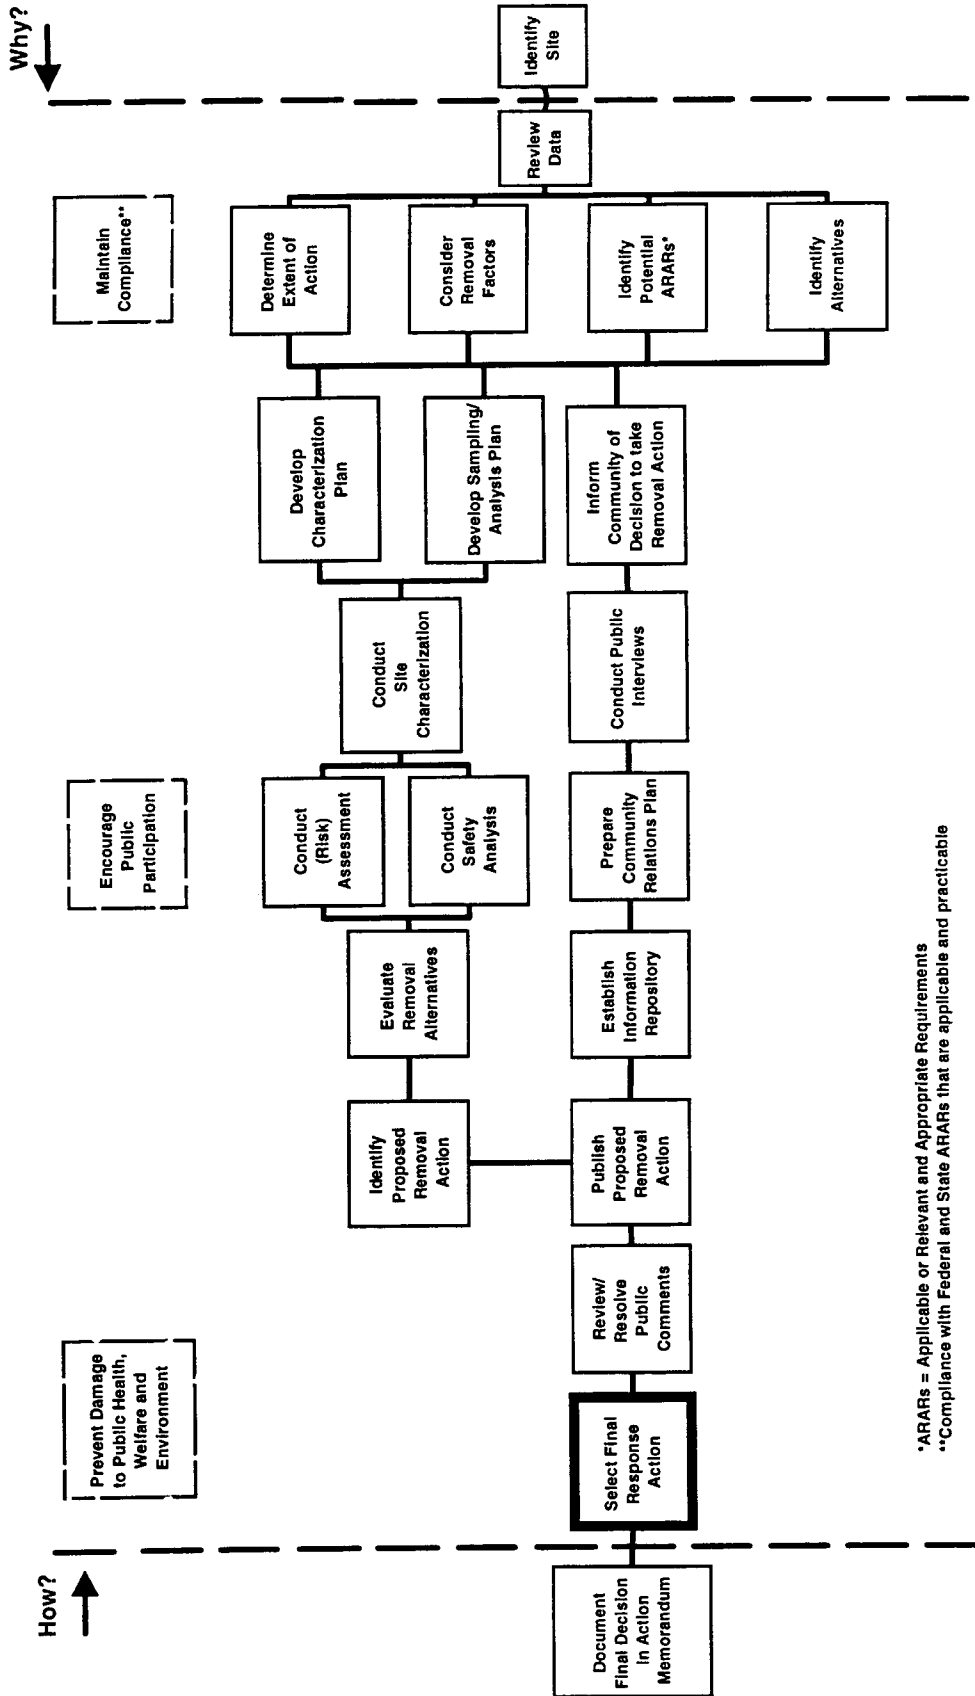 How?
Why?
Prevent Damage
to Public Health,
Welfare and
Environment
Encourage
Public
Participation
Maintain
Compliance**
Document
Final Decision
In Action
Memorandum
Select Final
Response
Action
Review/
Resolve
Public
Comments
Identify
Proposed
Removal
Action
Publish
Proposed
Removal
Action
Evaluate
Removal
Alternatives
Establish
Information
Repository
Conduct
(Risk)
Assessment
Conduct
Safety
Analysis
Prepare
Community
Relations Plan
Conduct
Site
Characterization
Conduct Public
Interviews
Develop
Characterization
Plan
Develop Sampling/
Analysis Plan
Inform
Community of
Decision to take
Removal Action
Determine
Extent of
Action
Consider
Removal
Factors
Identify
Potential
ARARs*
Identify
Alternatives
Review
Data
Identify
Site
*ARARs = Applicable or Relevant and Appropriate Requirements
**Compliance with Federal and State ARARs that are applicable and practicable